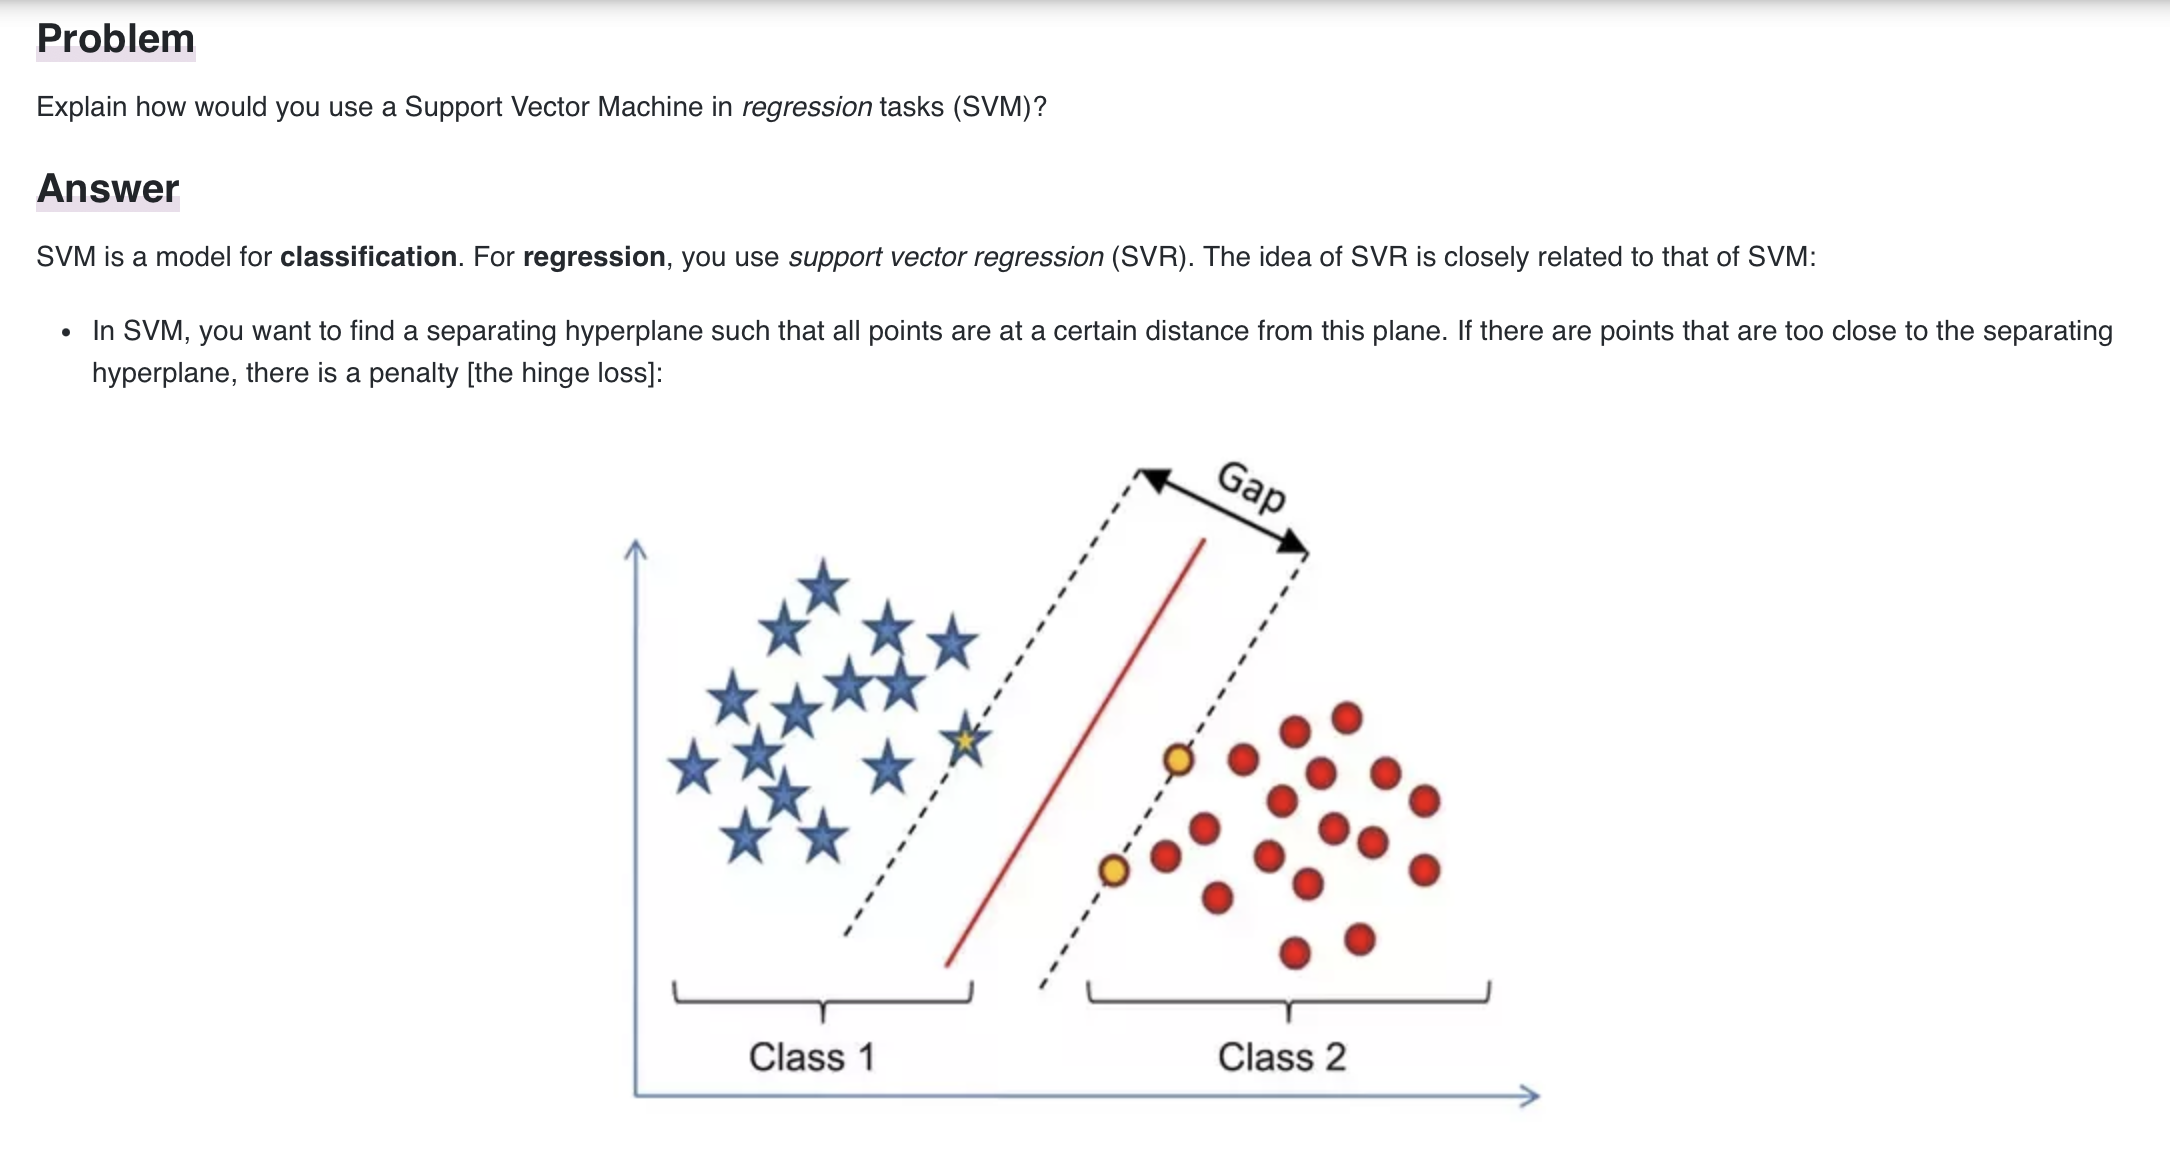 Problem
Explain how would you use a Support Vector Machine in regression tasks (SVM)?
Answer
SVM is a model for classification. For regression, you use support vector regression (SVR). The idea of SVR is closely related to that of SVM:
• In SVM, you want to find a separating hyperplane such that all points are at a certain distance from this plane. If there are points that are too close to the separating
hyperplane, there is a penalty [the hinge loss]:
Gap
Class 1
Class 2